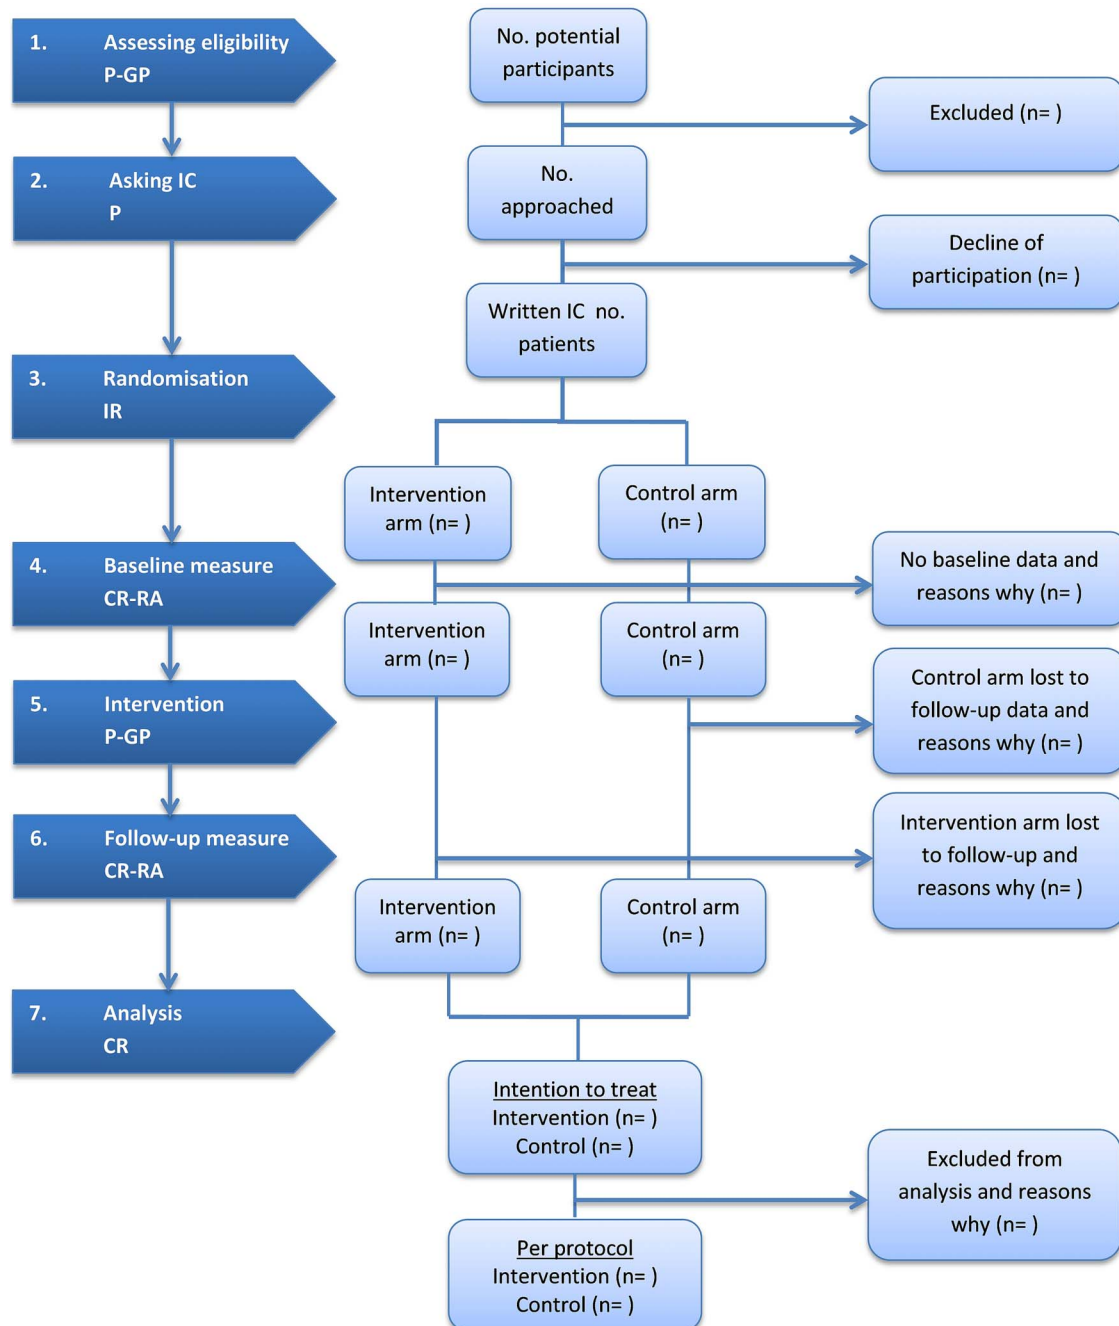 1. Assessing eligibility
P-GP
2. Asking IC
P
3. Randomisation
IR
4. Baseline measure
CR-RA
5. Intervention
P-GP
6. Follow-up measure
CR-RA
7. Analysis
CR
No. potential
participants
Excluded (n= )
No.
approached
Decline of
participation (n= )
Written IC no.
patients
Intervention
arm (n= )
Control arm
(n= )
No baseline data and
reasons why (n= )
Intervention
arm (n= )
Control arm
(n= )
Control arm lost to
follow-up data and
reasons why (n= )
Intervention arm lost
to follow-up and
reasons why (n= )
Intervention
arm (n= )
Control arm
(n= )
Intention to treat
Intervention (n= )
Control (n= )
Excluded from
analysis and reasons
why (n= )
Per protocol
Intervention (n= )
Control (n= )